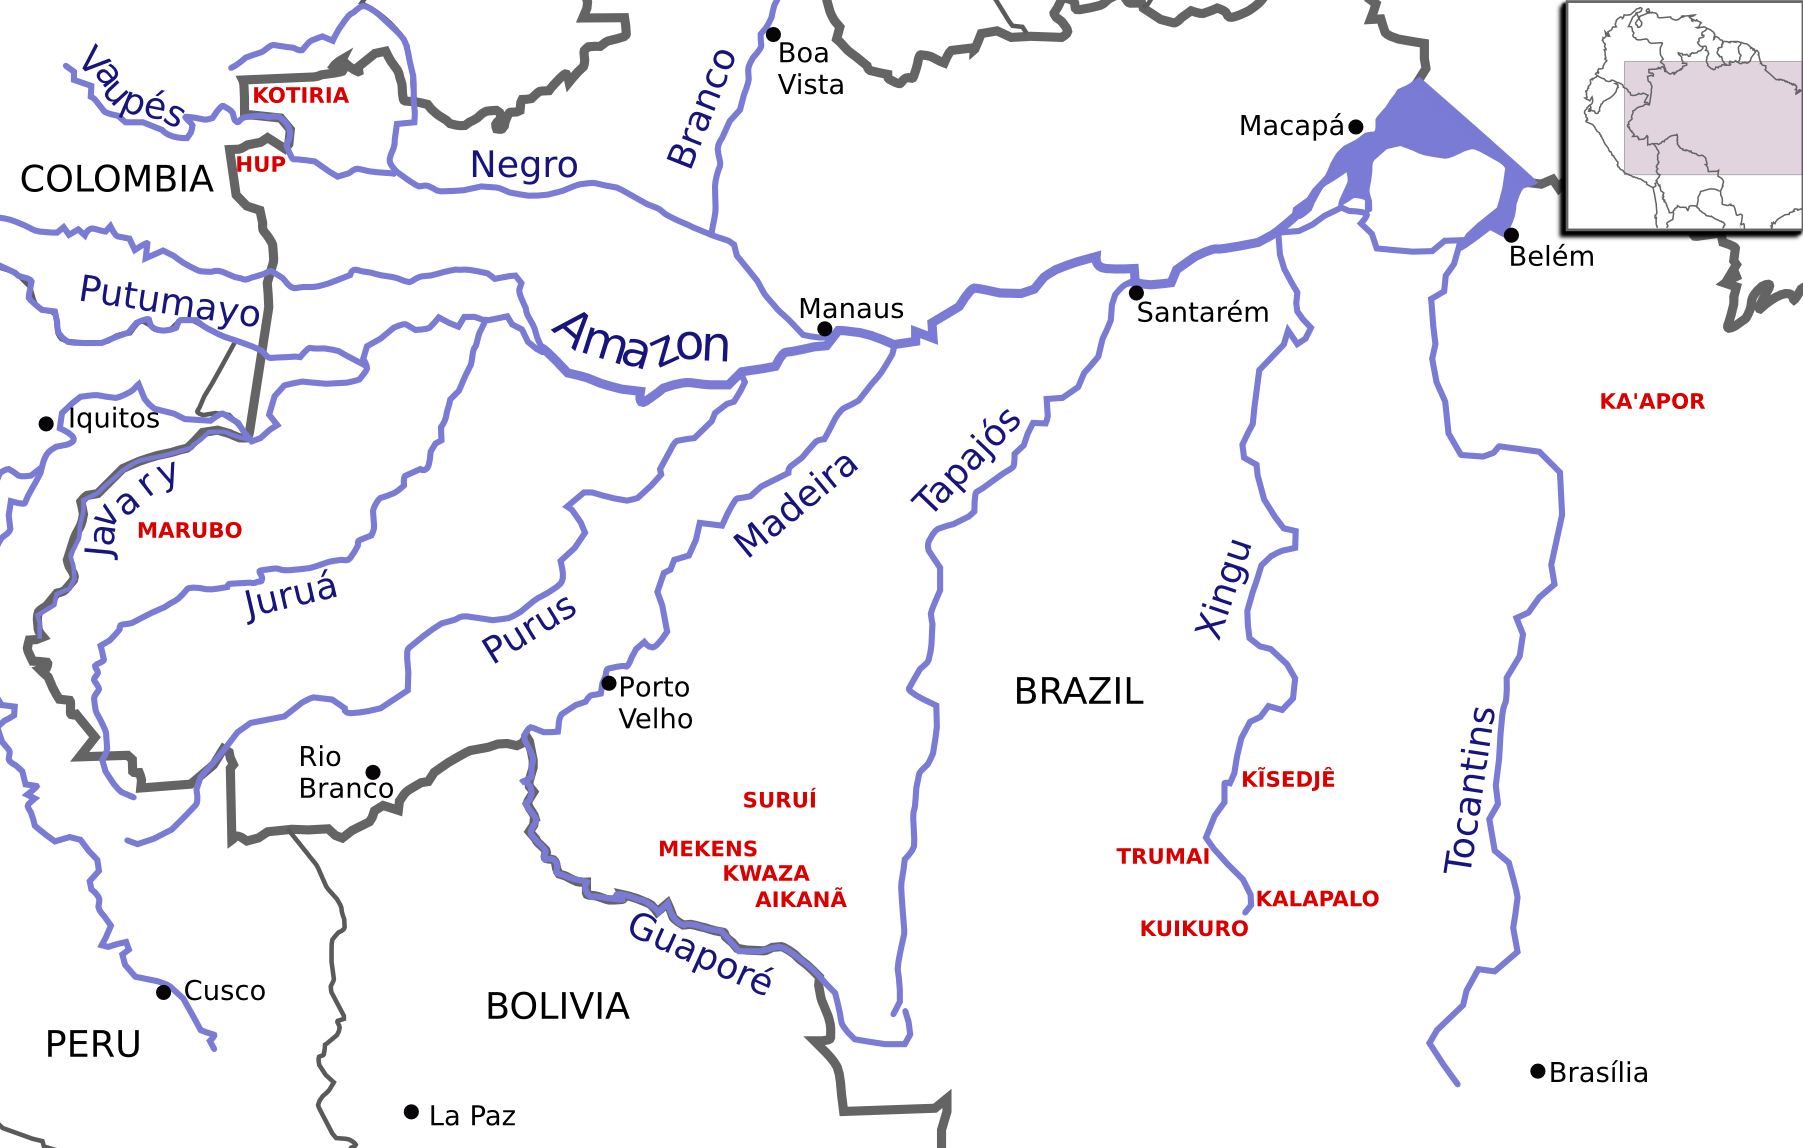 Vaupés
KOTIRIA
Boa
Vista
Branco
Macapá
HUP
Negro
COLOMBIA
Belém
Putumayo
Manaus
Santarém
Amazon
Iquitos
KA'APOR
Javary
MARUBO
Tapajós
Madeira
Juruá
Xingu
Purus
Porto
Velho
BRAZIL
Rio
Branco
Tocantins
KĨSEDJÊ
SURUÍ
MEKENS
TRUMAI
KWAZA
AIKANÃ
KALAPALO
KUIKURO
Guaporé
Cusco
BOLIVIA
PERU
Brasília
La Paz